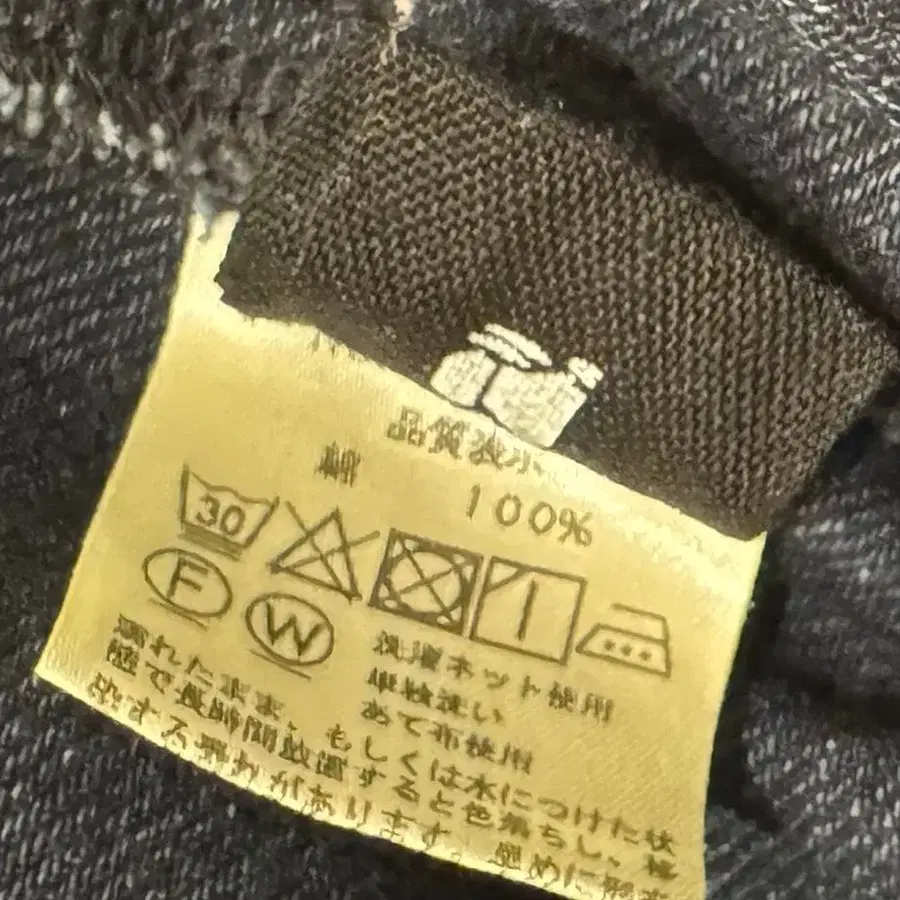 品質表示
綿 100%
30
F W
洗濯ネット使用
単独洗い
あて布使用
濡れたまま、もしくは水につけた状
態で長時間放置すると色落ちし、
染する恐れがあります。